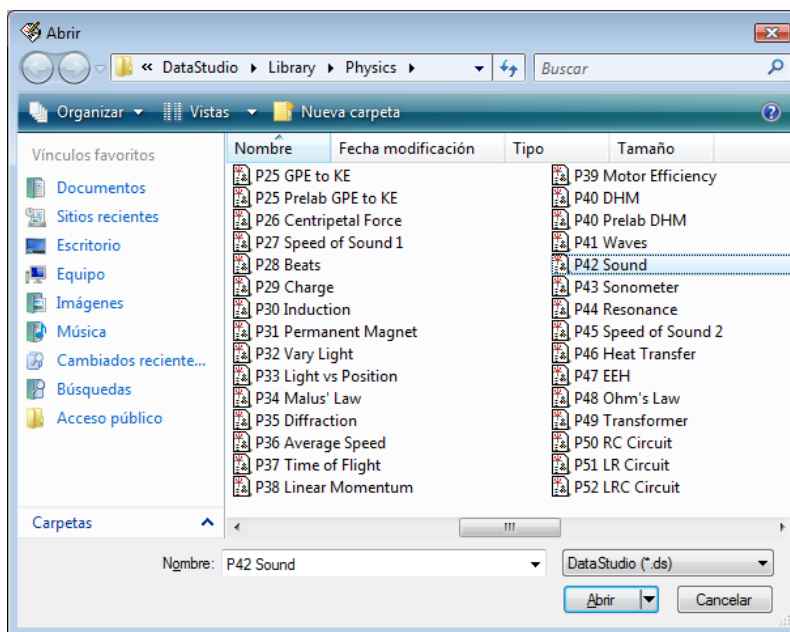 Abrir
« DataStudio ▸ Library ▸ Physics ▸
Buscar
Organizar
Vistas
Nueva carpeta
Vínculos favoritos
Documentos
Sitios recientes
Escritorio
Equipo
Imágenes
Música
Cambiados reciente...
Búsquedas
Acceso público
Carpetas
Nombre Fecha modificación Tipo Tamaño
P25 GPE to KE
P25 Prelab GPE to KE
P26 Centripetal Force
P27 Speed of Sound 1
P28 Beats
P29 Charge
P30 Induction
P31 Permanent Magnet
P32 Vary Light
P33 Light vs Position
P34 Malus' Law
P35 Diffraction
P36 Average Speed
P37 Time of Flight
P38 Linear Momentum
P39 Motor Efficiency
P40 DHM
P40 Prelab DHM
P41 Waves
P42 Sound
P43 Sonometer
P44 Resonance
P45 Speed of Sound 2
P46 Heat Transfer
P47 EEH
P48 Ohm's Law
P49 Transformer
P50 RC Circuit
P51 LR Circuit
P52 LRC Circuit
Nombre: P42 Sound
DataStudio (*.ds)
Abrir
Cancelar